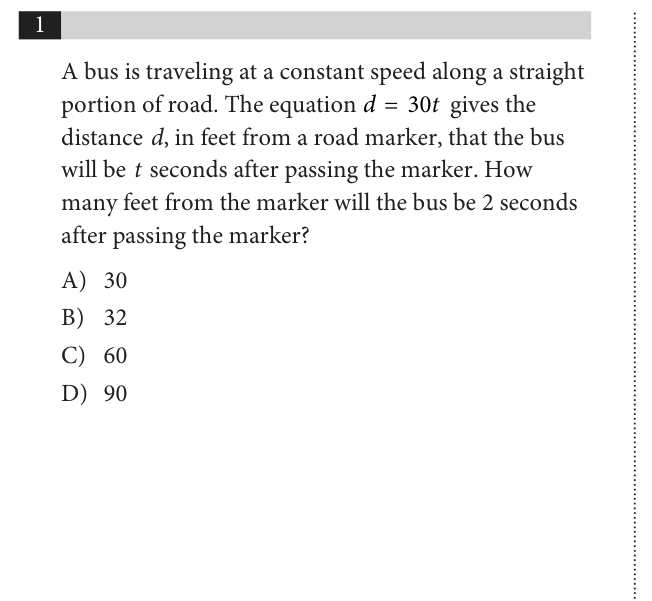 1
A bus is traveling at a constant speed along a straight
portion of road. The equation d = 30t gives the
distance d, in feet from a road marker, that the bus
will be t seconds after passing the marker. How
many feet from the marker will the bus be 2 seconds
after passing the marker?
A) 30
B) 32
C) 60
D) 90